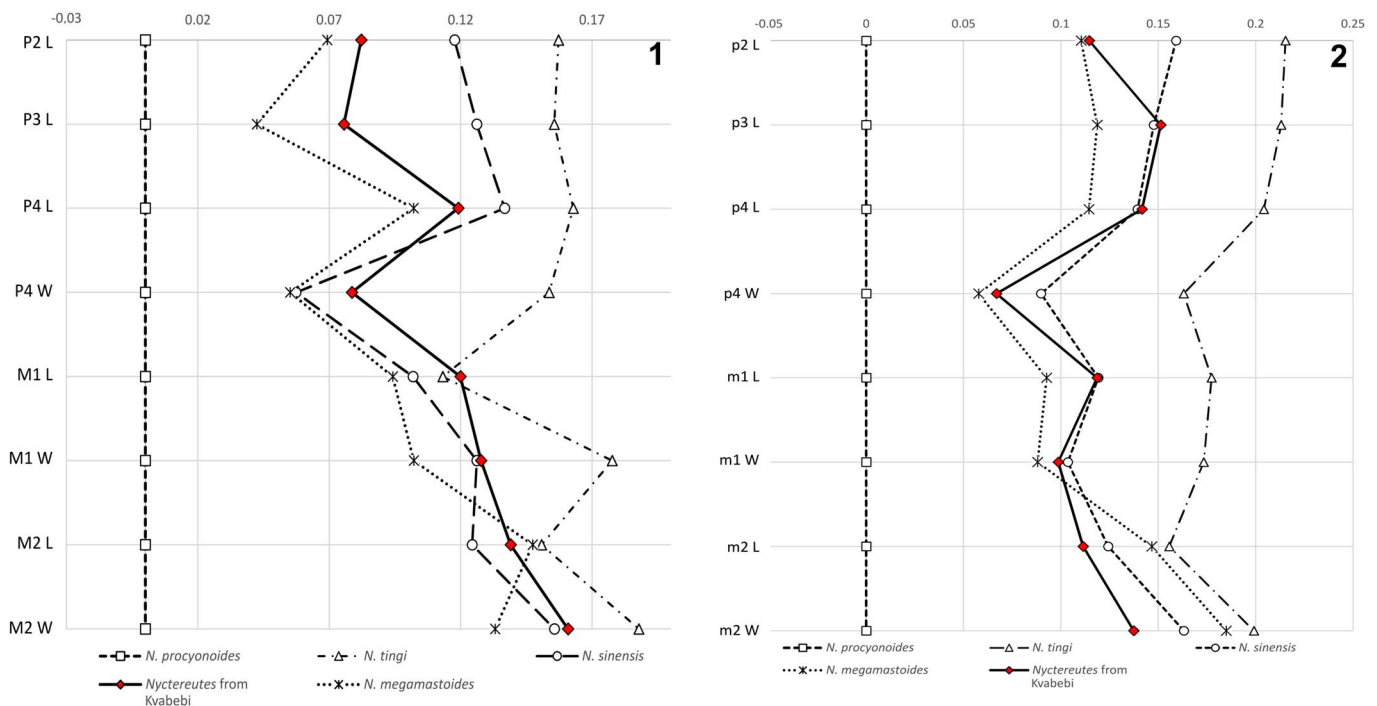 -0.03 0.02 0.07 0.12 0.17
P2 L
P3 L
P4 L
P4 W
M1 L
M1 W
M2 L
M2 W
1
N. procyonoides N. tingi N. sinensis
Nyctereutes from N. megamastoides
Kvabebi
-0.05 0 0.05 0.1 0.15 0.2 0.25
p2 L
p3 L
p4 L
p4 W
m1 L
m1 W
m2 L
m2 W
2
N. procyonoides N. tingi N. sinensis
N. megamastoides Nyctereutes from
Kvabebi